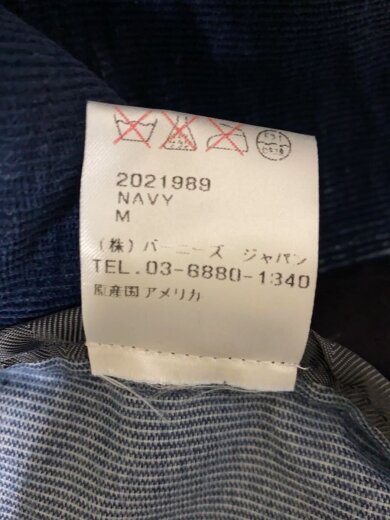 2021989
NAVY
M
(株) バーニーズ ジャパン
TEL.03-6880-1340
原産国アメリカ